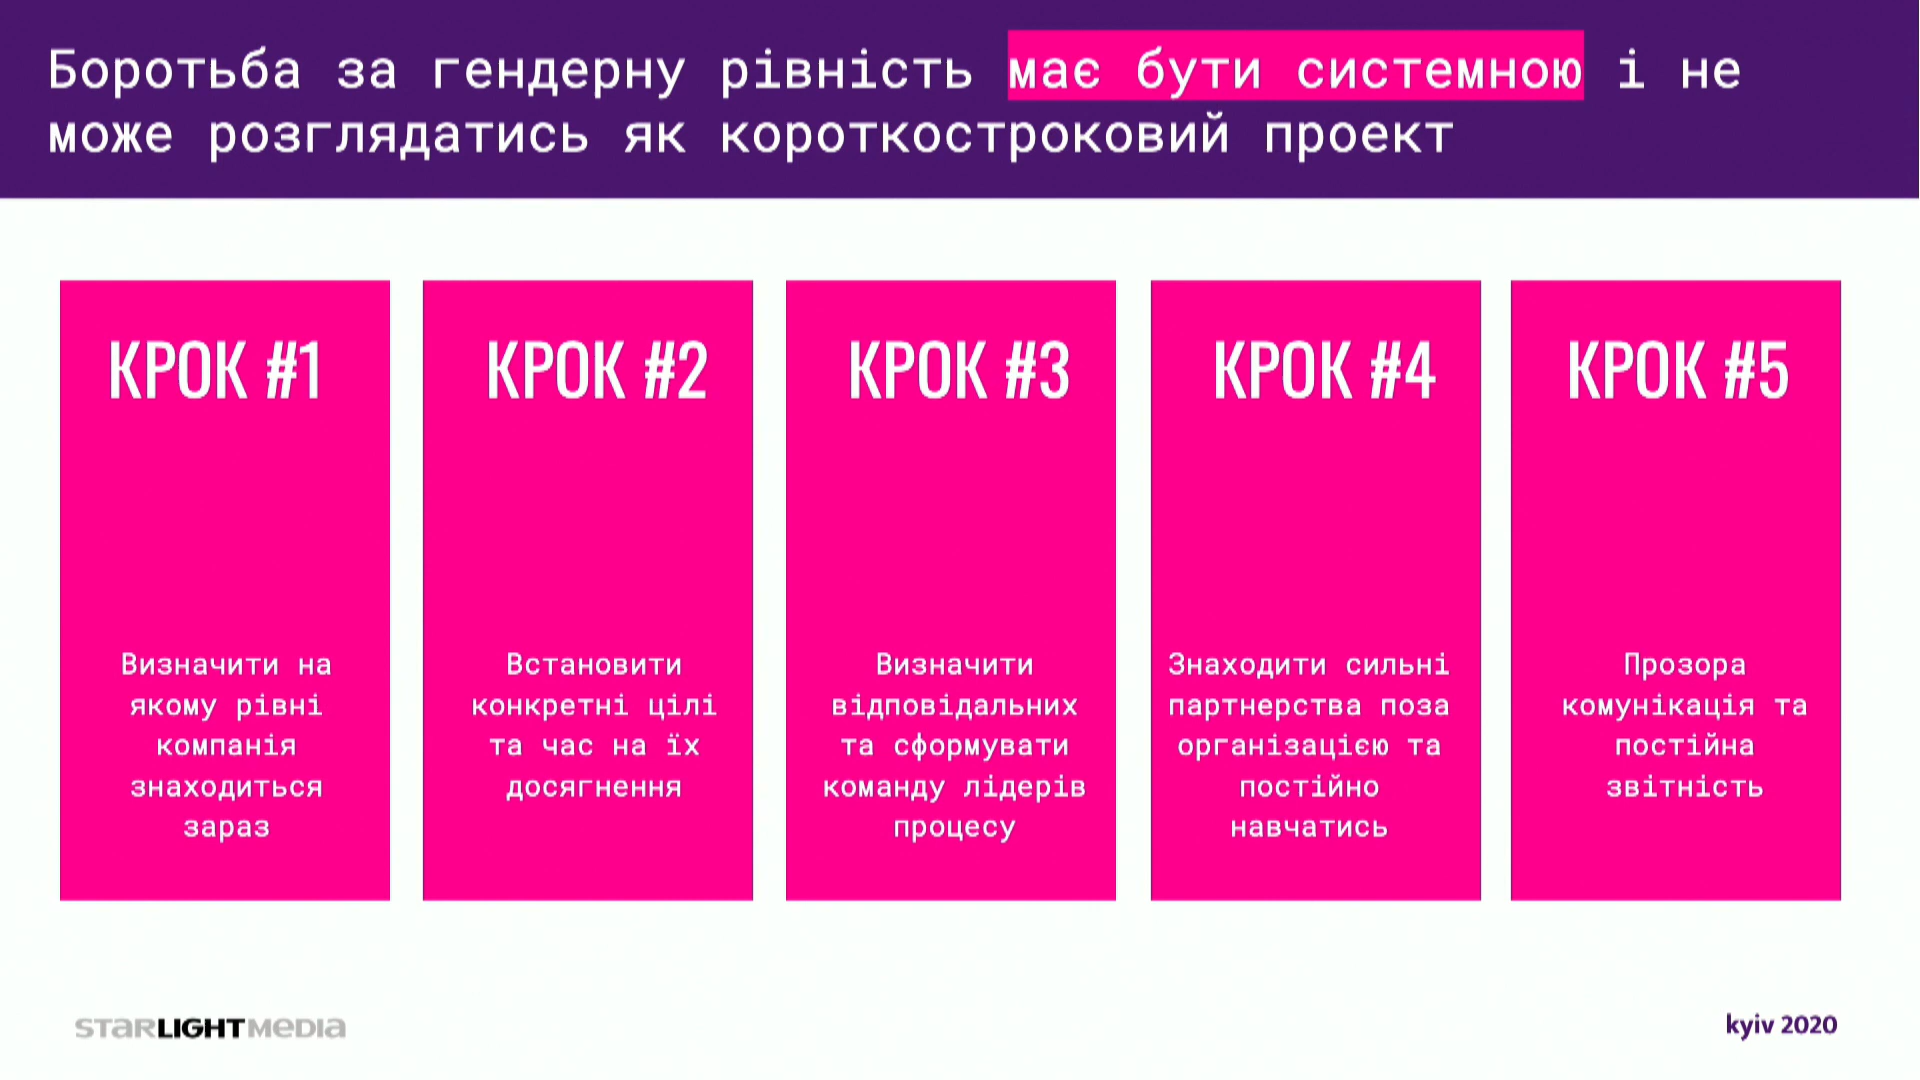 Боротьба за гендерну рівність має бути системною і не
може розглядатись як короткостроковий проект
КРОК #1
Визначити на
якому рівні
компанія
знаходиться
зараз
КРОК #2
Встановити
конкретні цілі
та час на їх
досягнення
КРОК #3
Визначити
відповідальних
та сформувати
команду лідерів
процесу
КРОК #4
Знаходити сильні
партнерства поза
організацією та
постійно
навчатись
КРОК #5
Прозора
комунікація та
постійна
звітність
STARLIGHTMEDIA
kyiv 2020